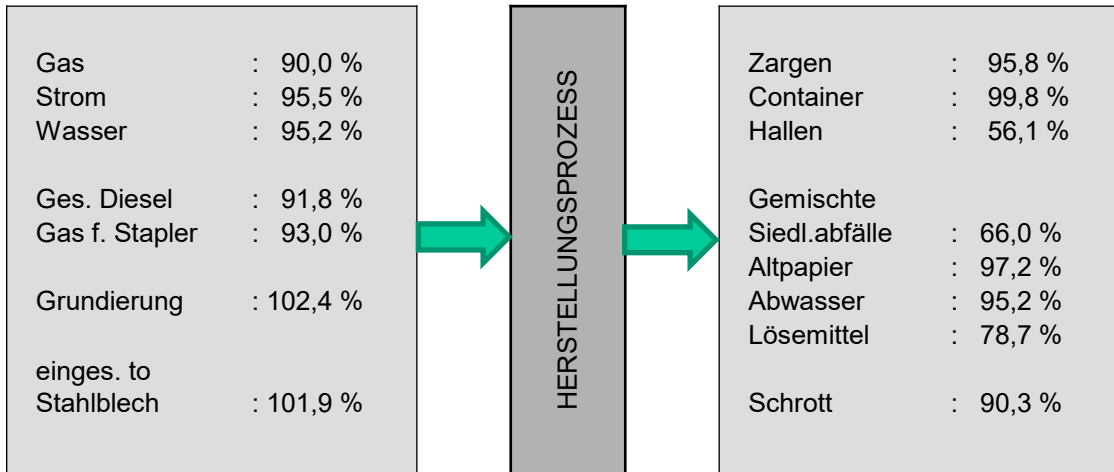 Gas : 90,0 %
Strom : 95,5 %
Wasser : 95,2 %
Ges. Diesel : 91,8 %
Gas f. Stapler : 93,0 %
Grundierung : 102,4 %
einges. to
Stahlblech : 101,9 %
HERSTELLUNGSPROZESS
Zargen : 95,8 %
Container : 99,8 %
Hallen : 56,1 %
Gemischte
Siedl.abfälle : 66,0 %
Altpapier : 97,2 %
Abwasser : 95,2 %
Lösemittel : 78,7 %
Schrott : 90,3 %